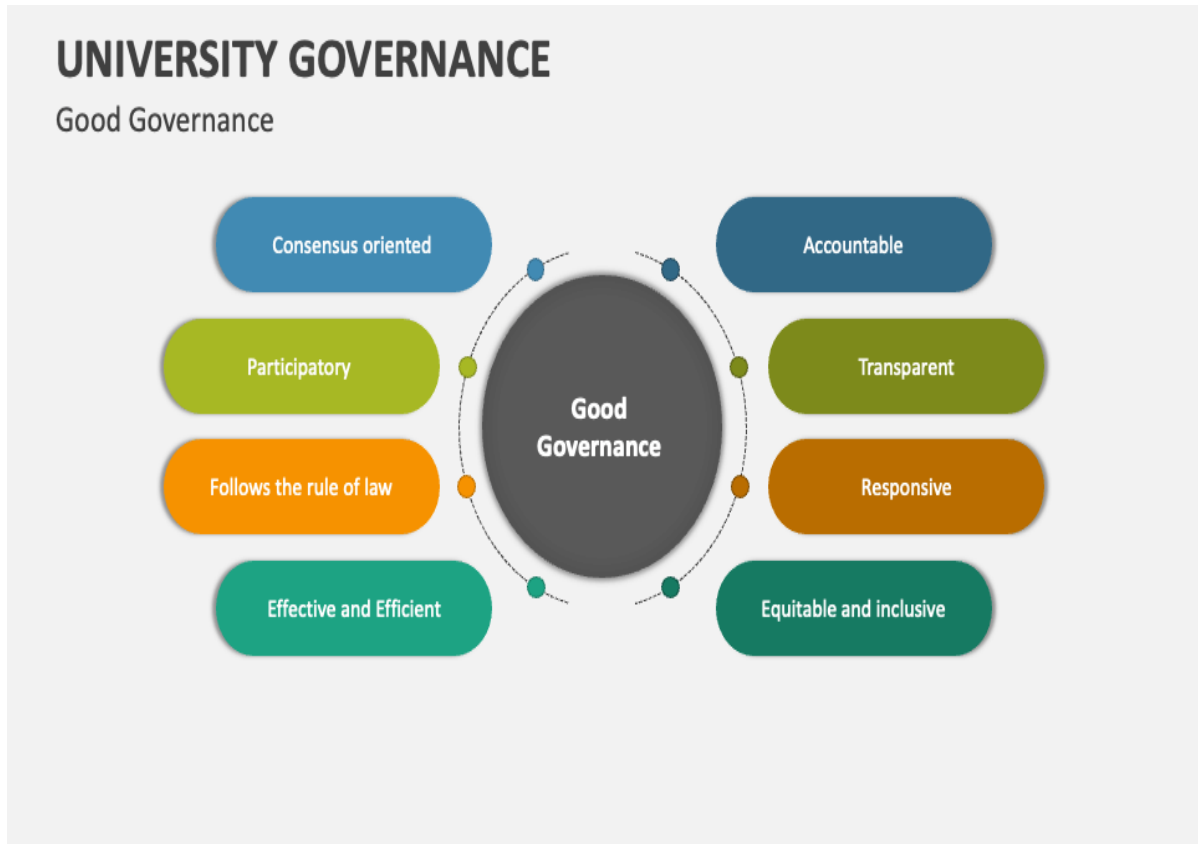 UNIVERSITY GOVERNANCE
Good Governance
Consensus oriented
Accountable
Participatory
Transparent
Good
Governance
Follows the rule of law
Responsive
Effective and Efficient
Equitable and inclusive